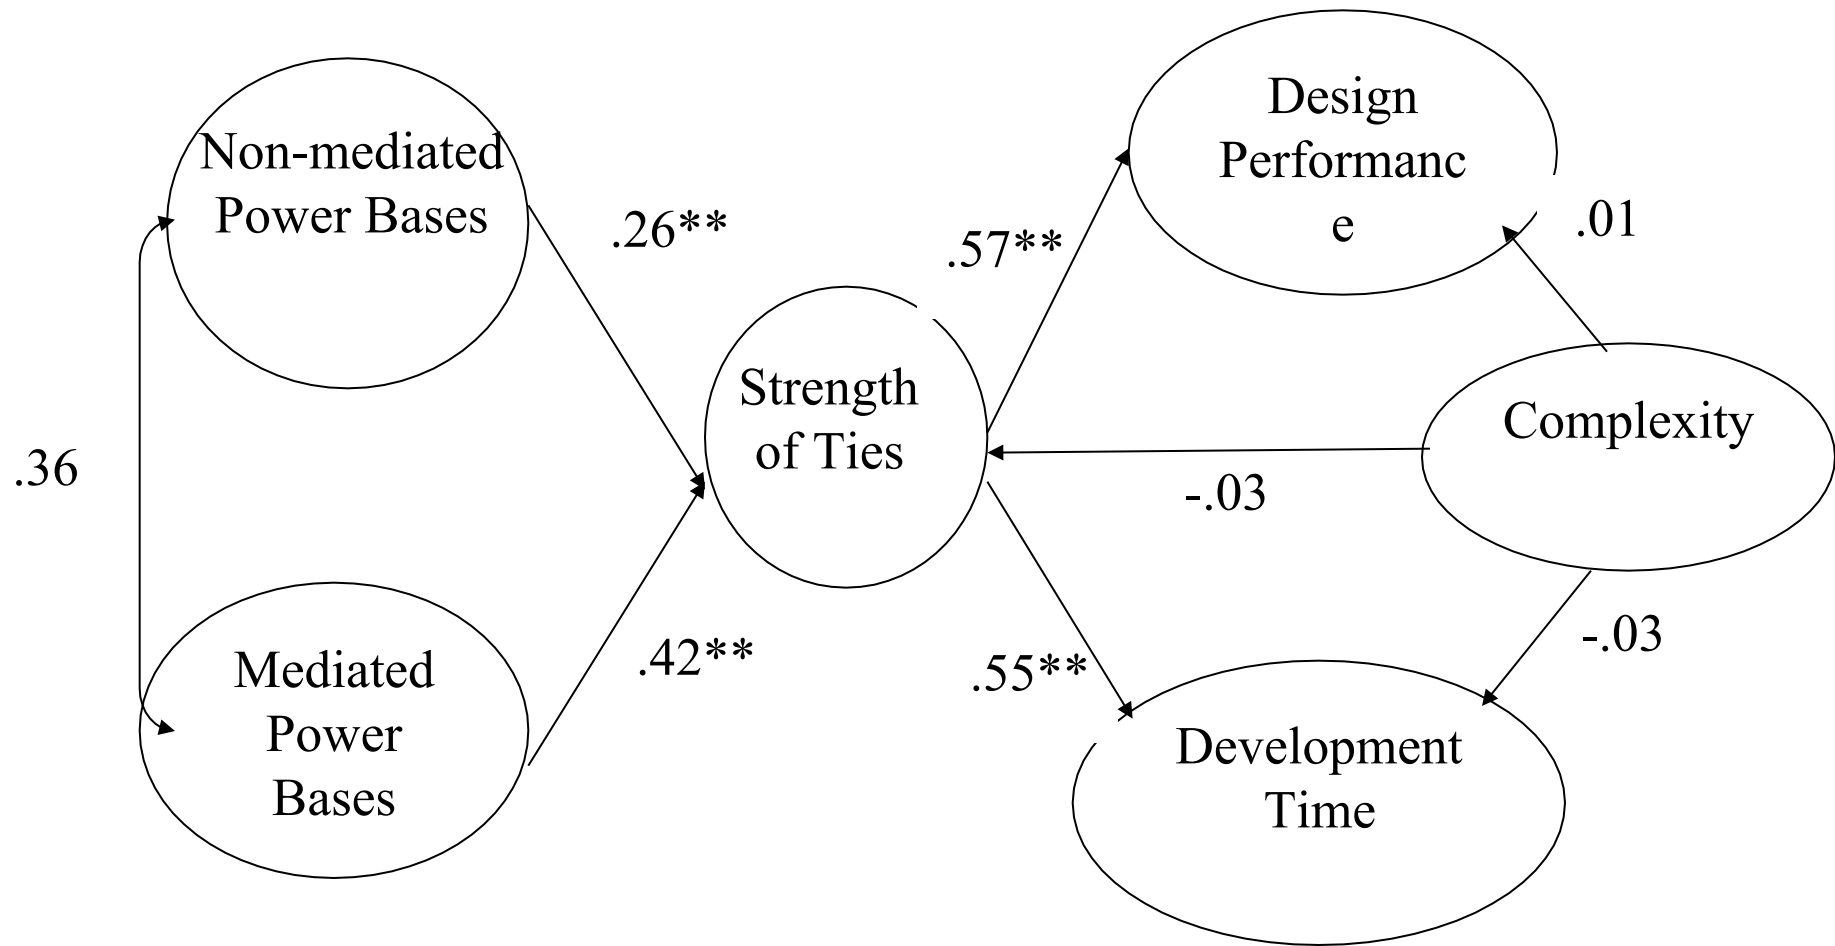 Non-mediated
Power Bases
.26**
.57**
Design
Performanc
e
.01
Strength
of Ties
Complexity
-.03
.36
Mediated
Power
Bases
.42**
.55**
-.03
Development
Time